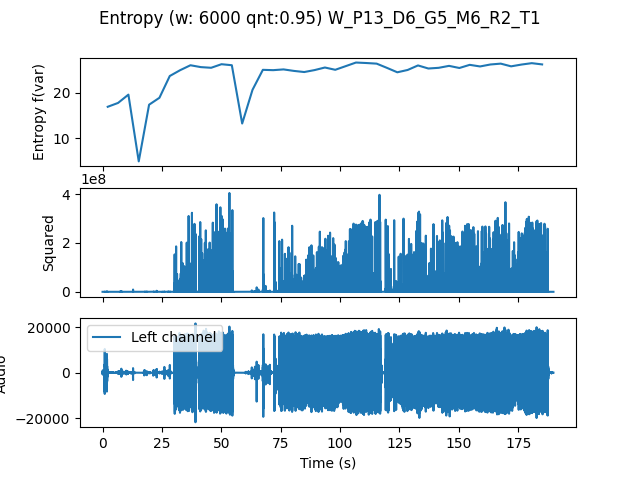 Entropy (w: 6000 qnt:0.95) W_P13_D6_G5_M6_R2_T1
Entropy f(var)
20
10
1e8
Squared
4
2
0
Audio
20000
0
−20000
Left channel
0
25
50
75
100
125
150
175
Time (s)